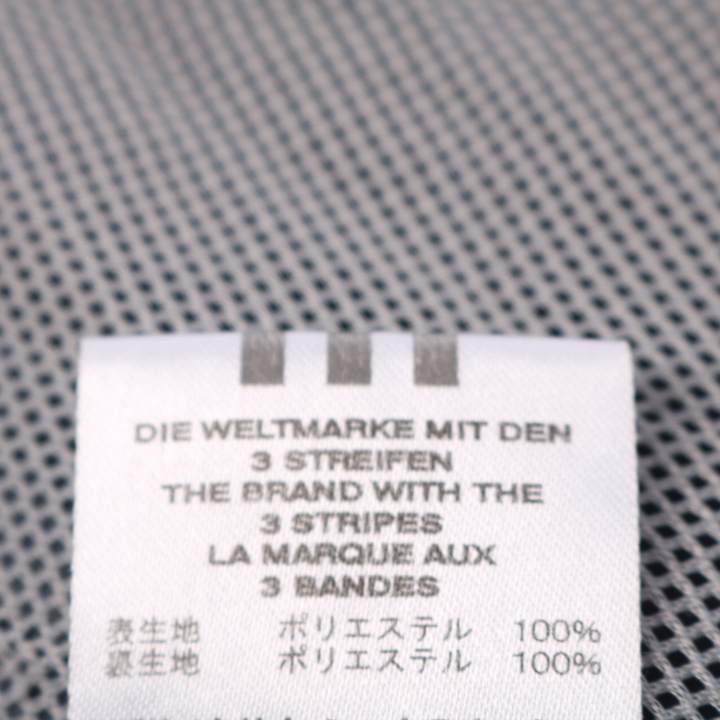 DIE WELTMARKE MIT DEN
3 STREIFEN
THE BRAND WITH THE
3 STRIPES
LA MARQUE AUX
3 BANDES
表生地 ポリエステル 100%
裏生地 ポリエステル 100%